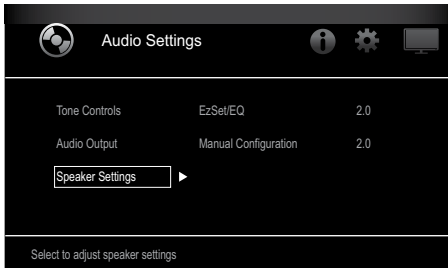 Audio Settings
Tone Controls EzSet/EQ 2.0
Audio Output Manual Configuration 2.0
Speaker Settings
Select to adjust speaker settings